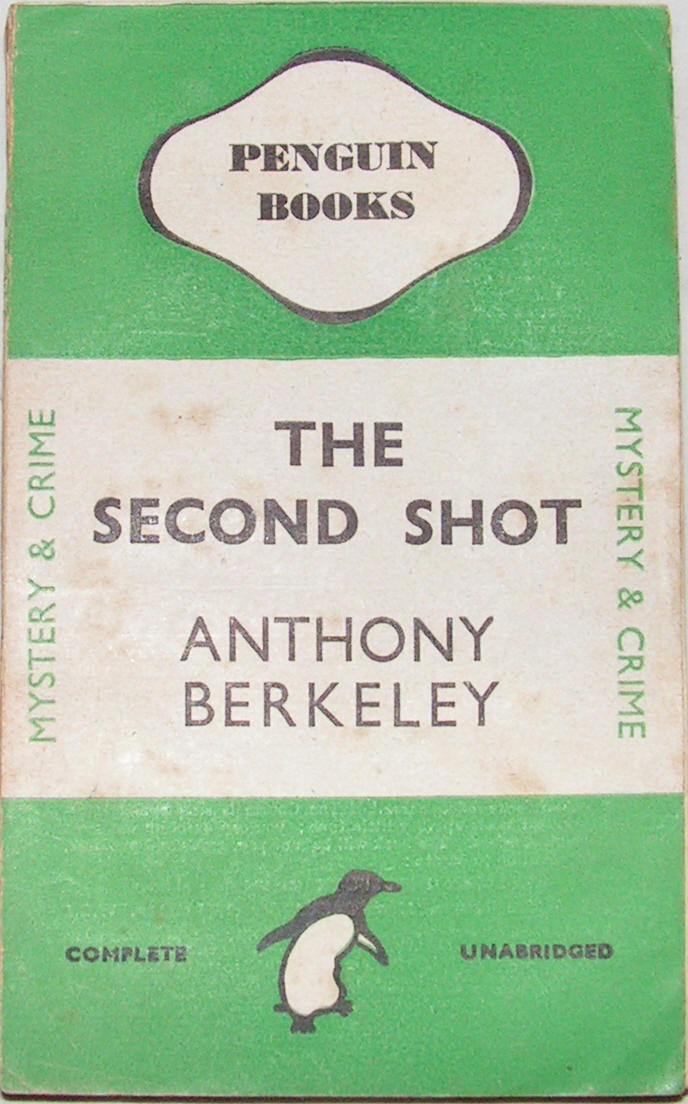 PENGUIN
BOOKS
MYSTERY & CRIME
THE
SECOND SHOT
ANTHONY
BERKELEY
MYSTERY & CRIME
COMPLETE
UNABRIDGED